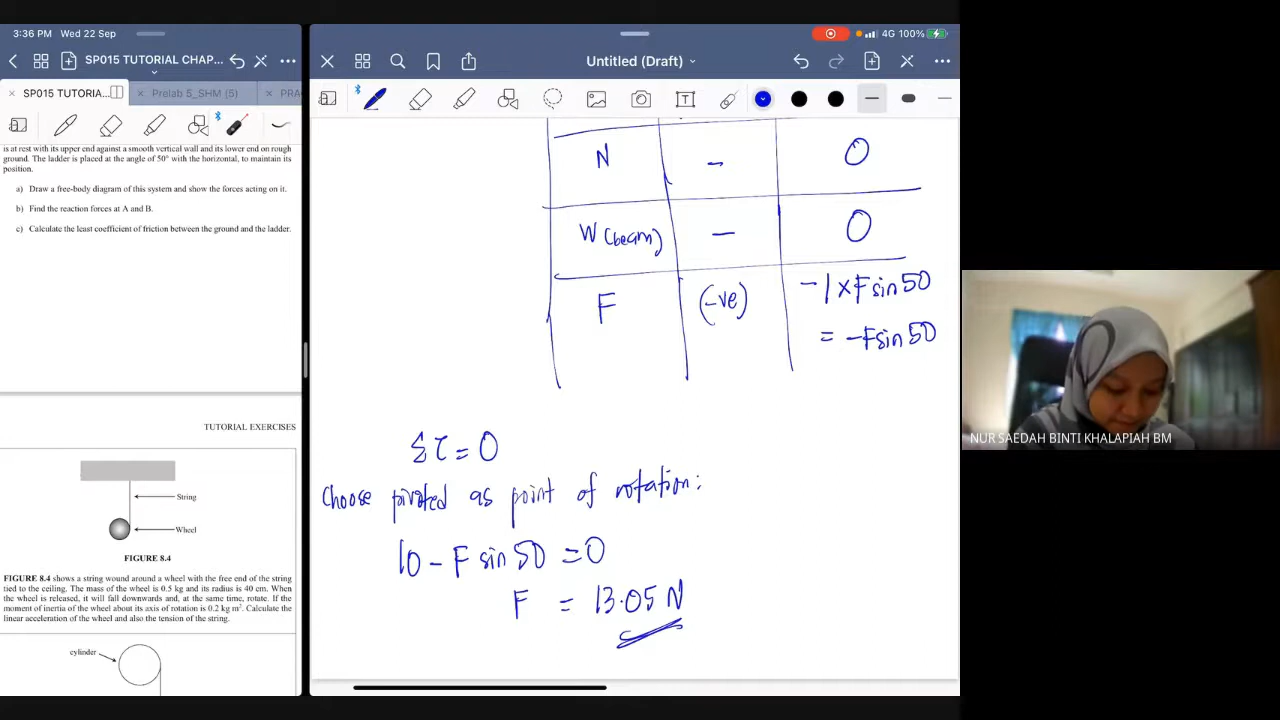 3:36 PM Wed 22 Sep
SP015 TUTORIAL CHAP...
SP015 TUTORIA...
Prelab 5_SHM (5)
PRA
is at rest with its upper end against a smooth vertical wall and its lower end on rough
ground. The ladder is placed at the angle of 50° with the horizontal, to maintain its
position.
a) Draw a free-body diagram of this system and show the forces acting on it.
b) Find the reaction forces at A and B.
c) Calculate the least coefficient of friction between the ground and the ladder.
TUTORIAL EXERCISES
String
Wheel
FIGURE 8.4
FIGURE 8.4 shows a string wound around a wheel with the free end of the string
tied to the ceiling. The mass of the wheel is 0.5 kg and its radius is 40 cm. When
the wheel is released, it will fall downwards and, at the same time, rotate. If the
moment of inertia of the wheel about its axis of rotation is 0.2 kg m². Calculate the
linear acceleration of the wheel and also the tension of the string.
cylinder
4G 100%
Untitled (Draft)
N - 0
W (beam) - 0
F (-ve) -1 x F sin 50
= -F sin 50
Στ = 0
Choose pivoted as point of rotation:
10 - F sin 50 = 0
F = 13.05 N
NUR SAEDAH BINTI KHALAPIAH BM